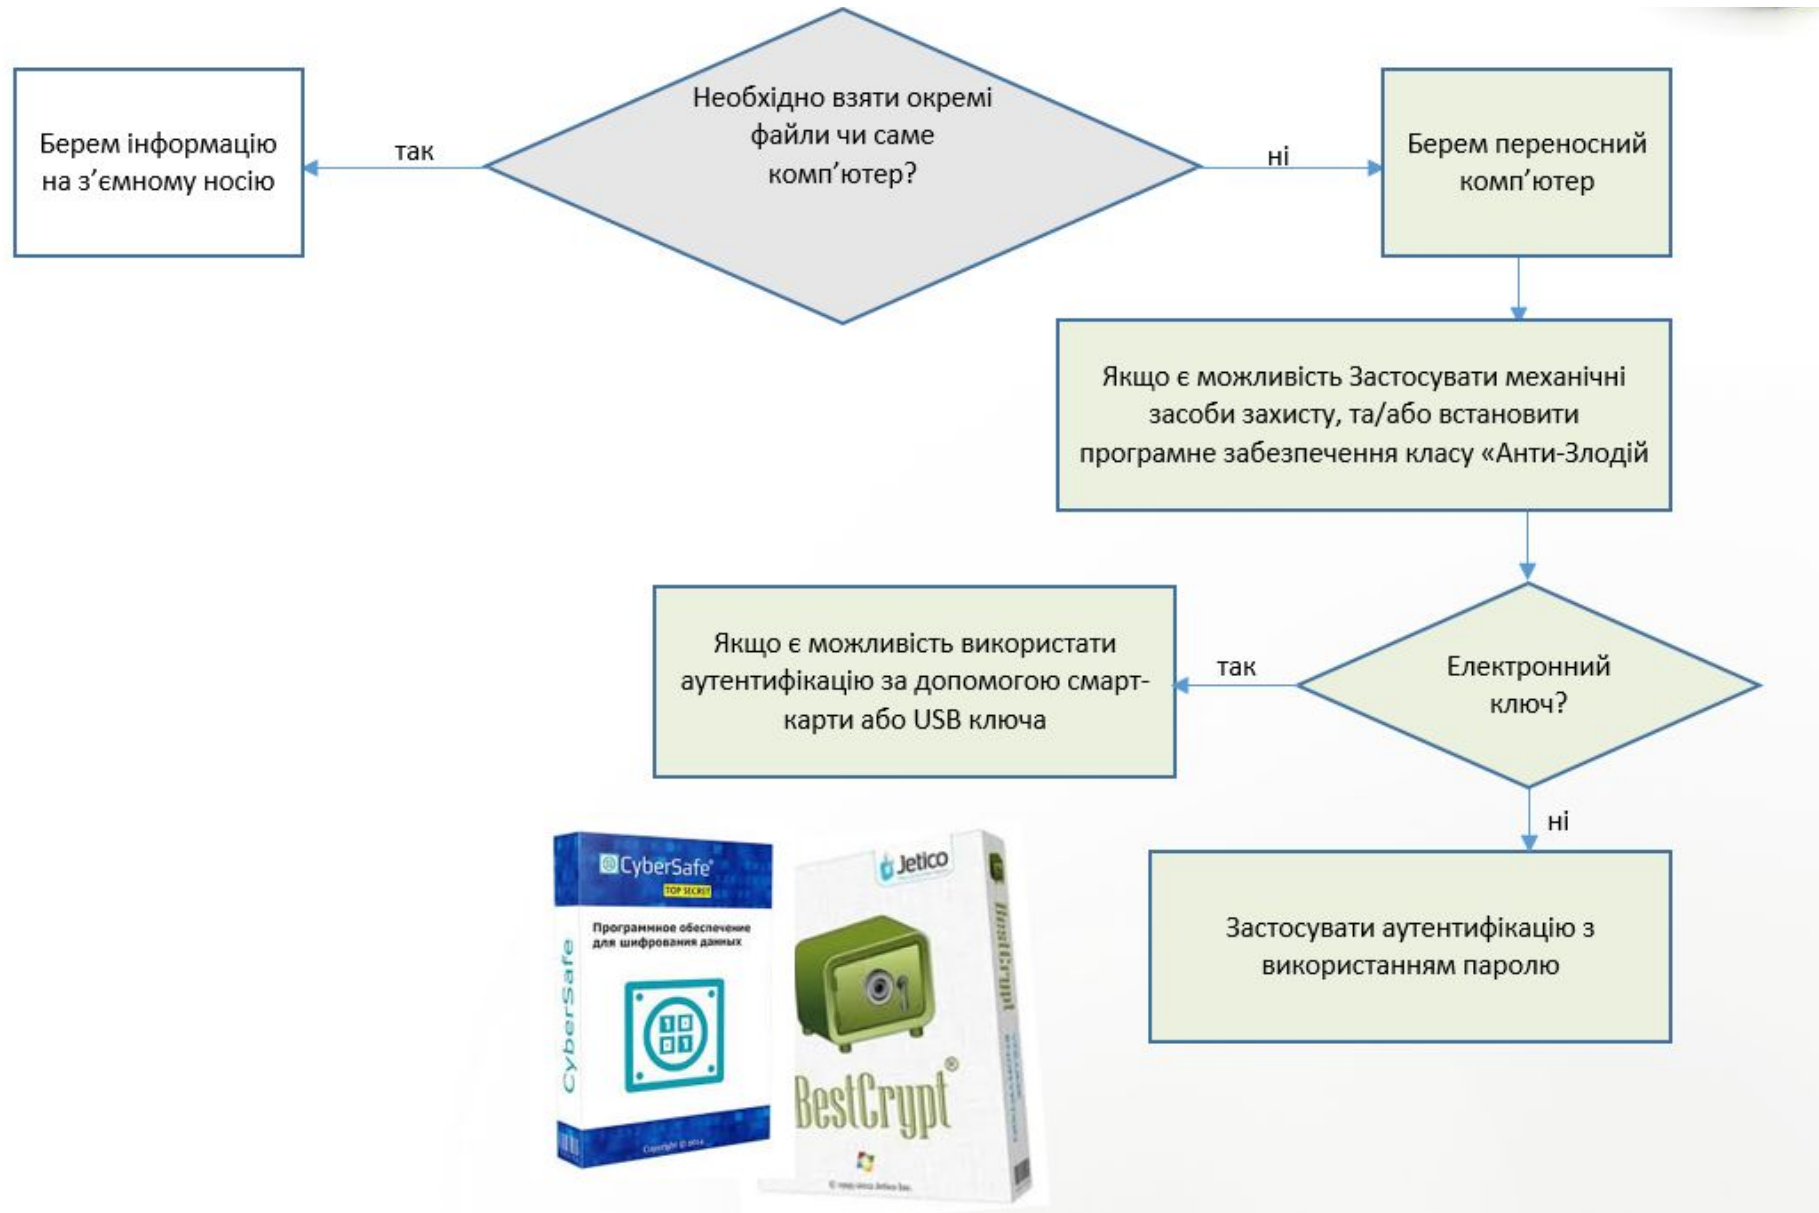 Необхідно взяти окремі
файли чи саме
комп’ютер?
так
ні
Берем інформацію
на з’ємному носію
Берем переносний
комп’ютер
Якщо є можливість Застосувати механічні
засоби захисту, та/або встановити
програмне забезпечення класу «Анти-Злодій
Електронний
ключ?
так
Якщо є можливість використати
аутентифікацію за допомогою смарт-
карти або USB ключа
ні
Застосувати аутентифікацію з
використанням паролю
CyberSafe®
TOP SECRET
Программное обеспечение
для шифрования данных
CyberSafe
Copyright © 2014
Jetico
BestCrypt®
BestCrypt